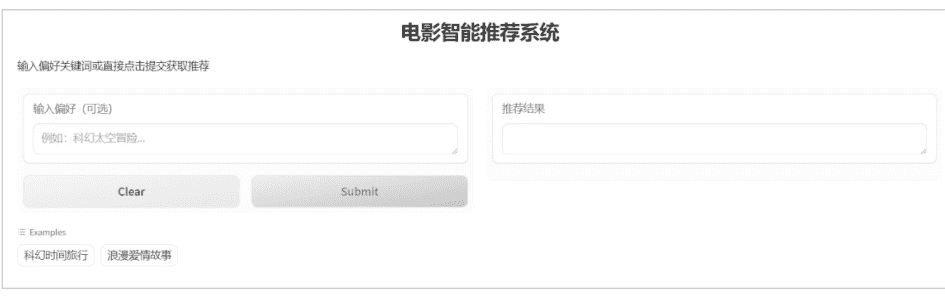 电影智能推荐系统
输入偏好关键词或直接点击提交获取推荐
输入偏好（可选）
例如：科幻太空冒险...
Clear
Submit
推荐结果
Examples
科幻时间旅行
浪漫爱情故事